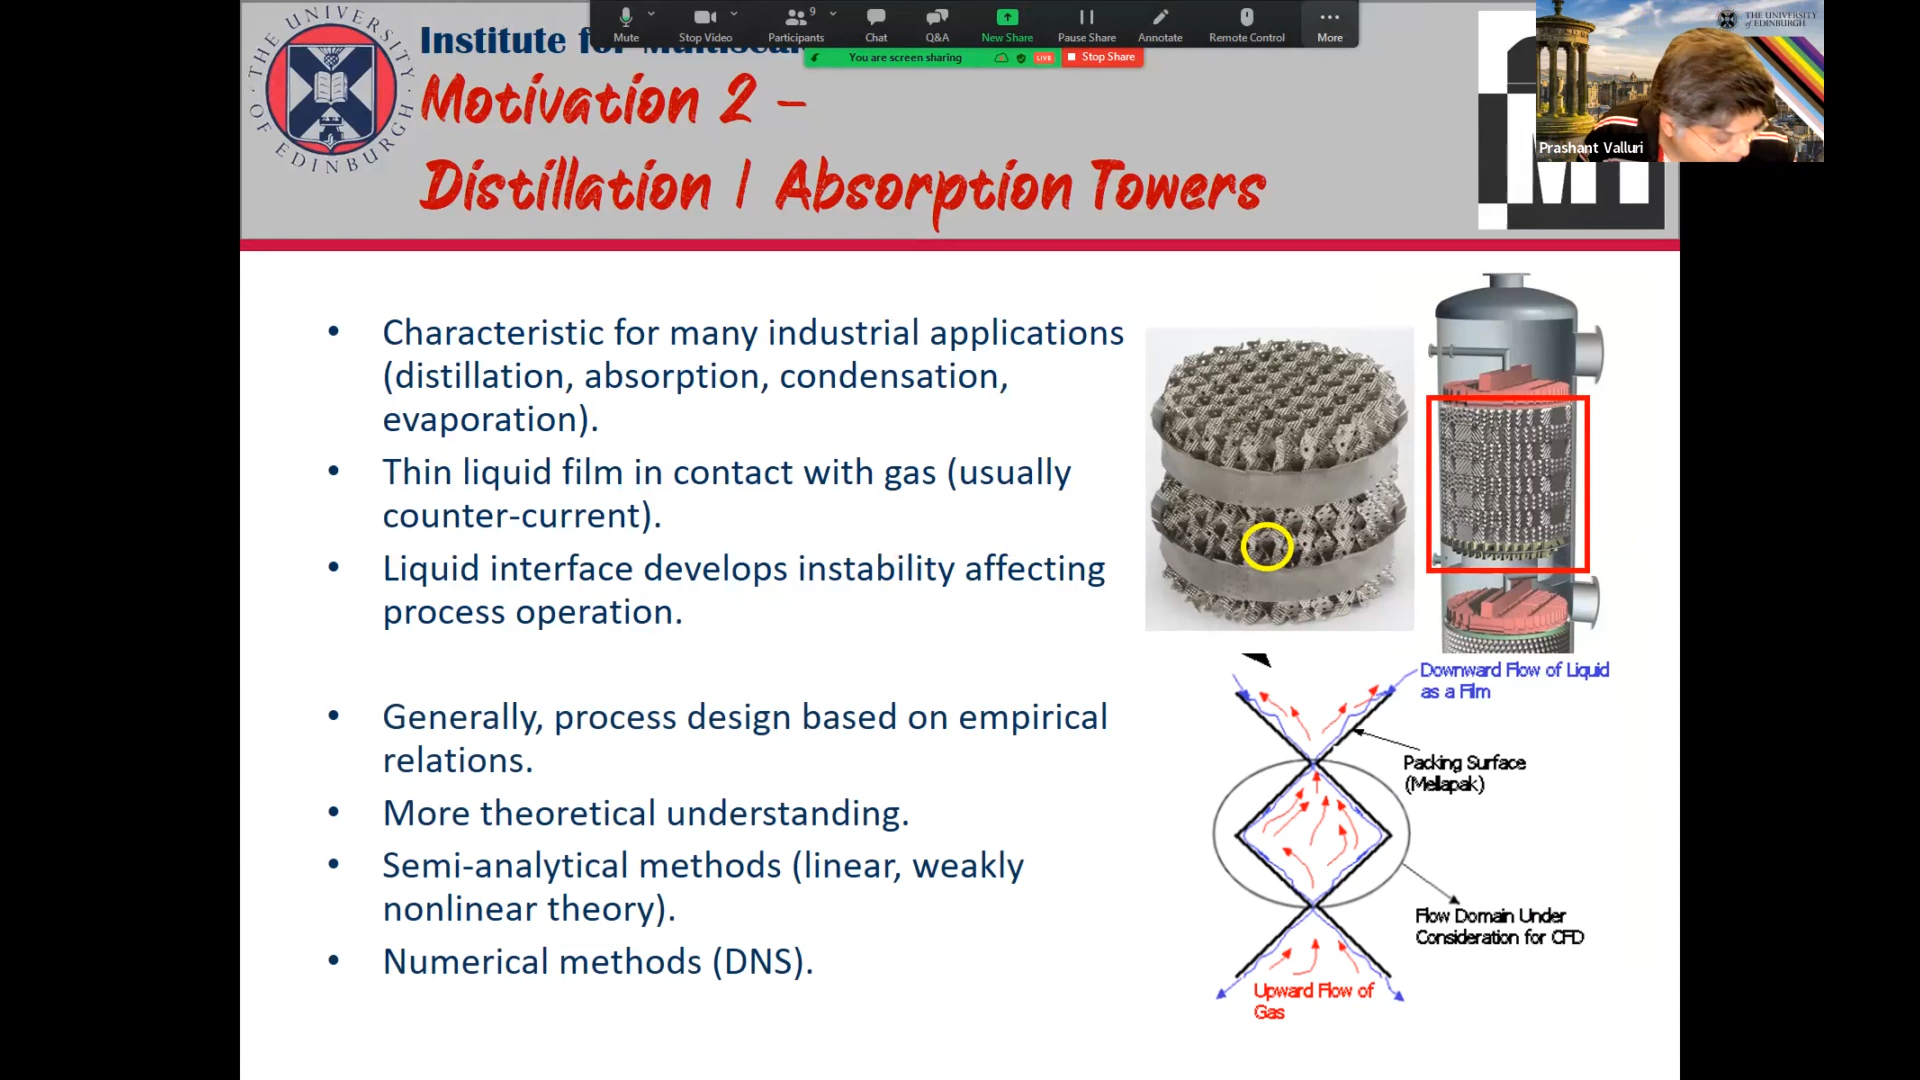 Mute
Stop Video
Participants
9
Chat
Q&A
New Share
Pause Share
Annotate
Remote Control
More
You are screen sharing
LIVE
Stop Share
THE UNIVERSITY
OF EDINBURGH
Prashant Valluri
THE UNIVERSITY
OF EDINBURGH
Institute
Motivation 2 –
Distillation / Absorption Towers
• Characteristic for many industrial applications
(distillation, absorption, condensation,
evaporation).
• Thin liquid film in contact with gas (usually
counter-current).
• Liquid interface develops instability affecting
process operation.
• Generally, process design based on empirical
relations.
• More theoretical understanding.
• Semi-analytical methods (linear, weakly
nonlinear theory).
• Numerical methods (DNS).
Downward Flow of Liquid
as a Film
Packing Surface
(Mellapak)
Flow Domain Under
Consideration for CFD
Upward Flow of
Gas